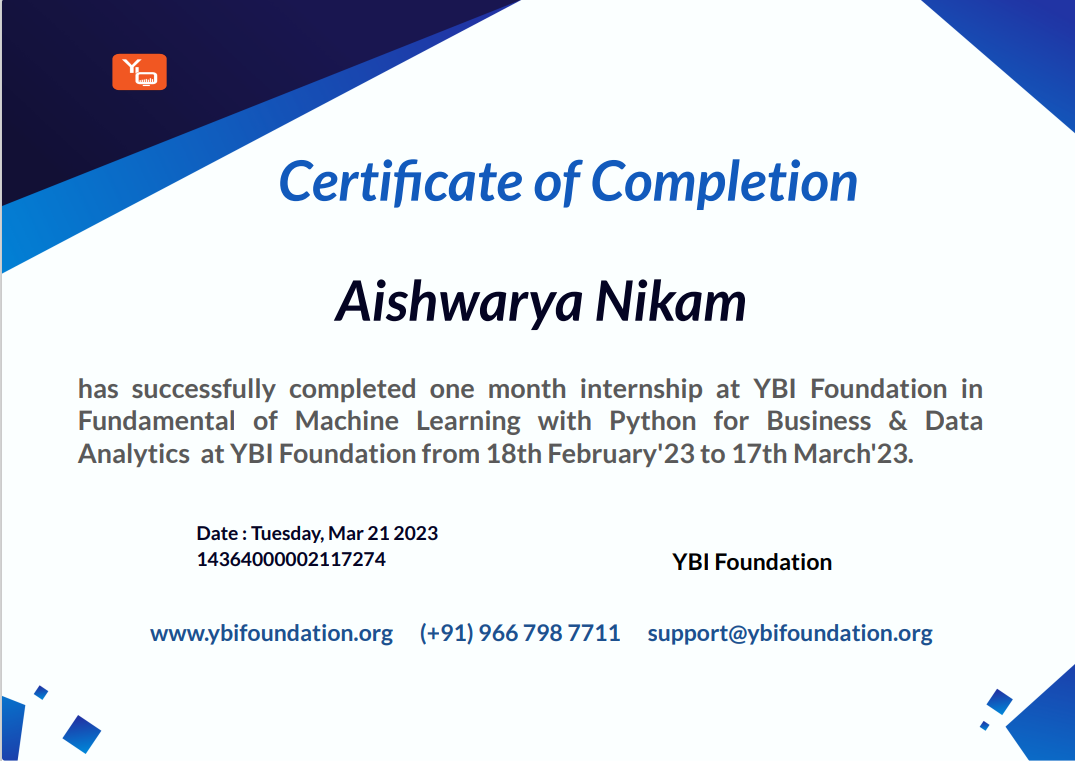 Yb
Certificate of Completion
Aishwarya Nikam
has successfully completed one month internship at YBI Foundation in
Fundamental of Machine Learning with Python for Business & Data
Analytics at YBI Foundation from 18th February'23 to 17th March'23.
Date : Tuesday, Mar 21 2023
14364000002117274
YBI Foundation
www.ybifoundation.org (+91) 966 798 7711 support@ybifoundation.org